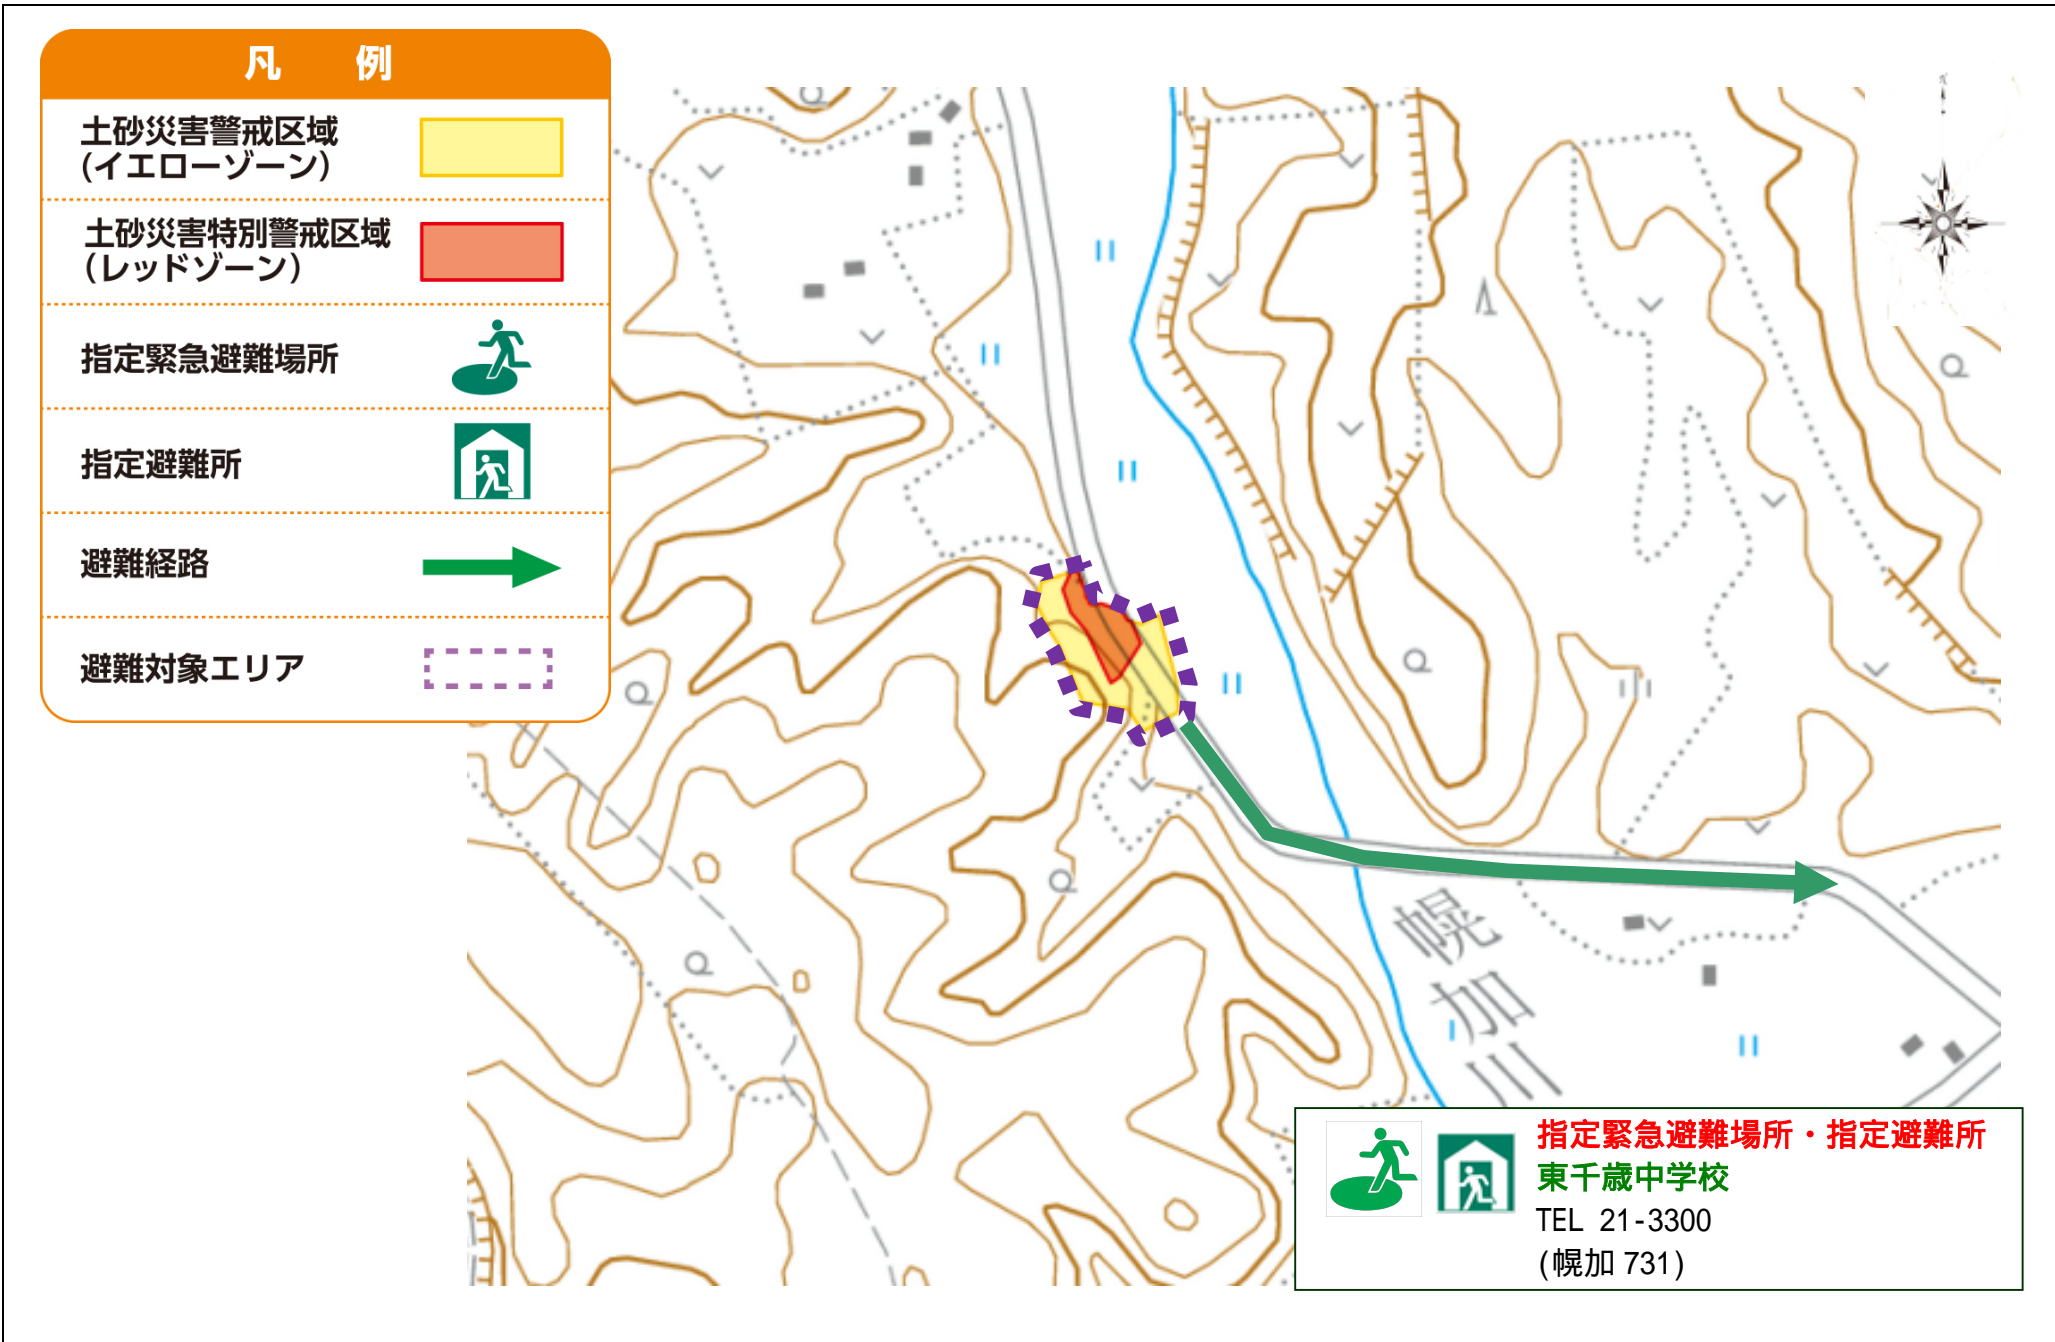 凡 例
土砂災害警戒区域
(イエローゾーン)
土砂災害特別警戒区域
(レッドゾーン)
指定緊急避難場所
指定避難所
避難経路
避難対象エリア
幌加川
指定緊急避難場所・指定避難所
東千歳中学校
TEL 21-3300
(幌加 731)